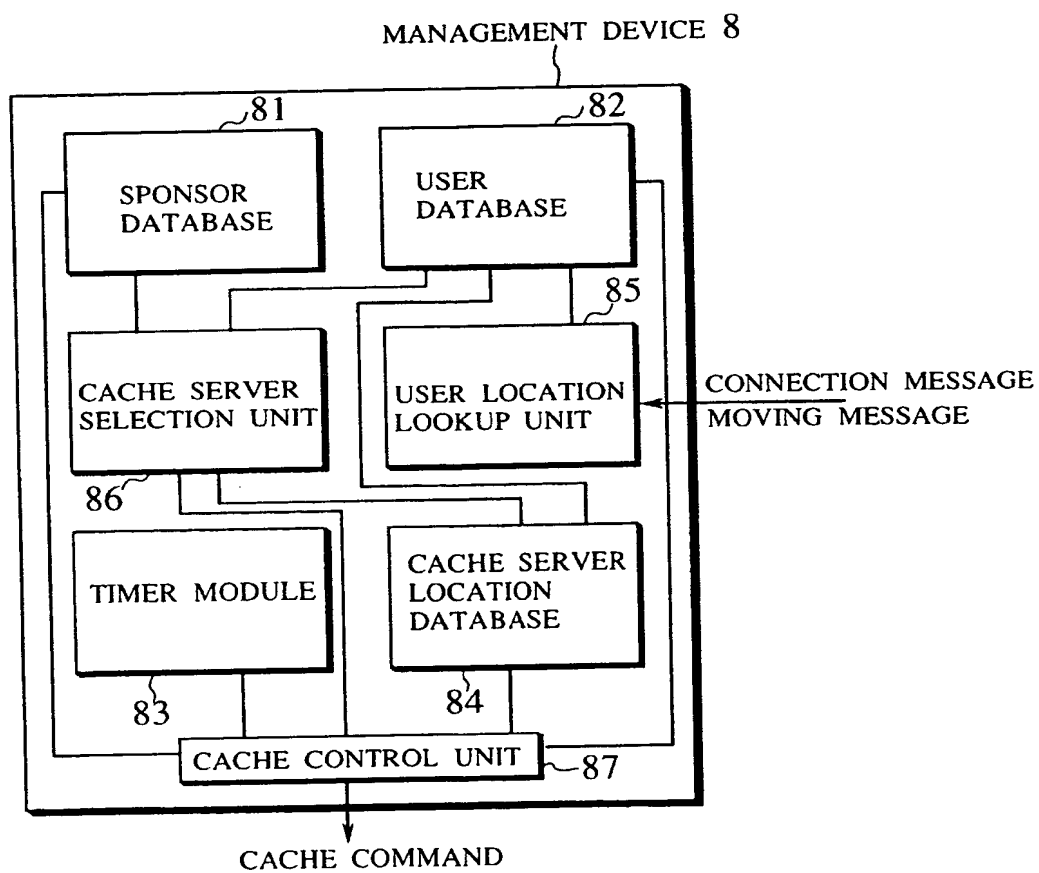 MANAGEMENT DEVICE 8
81
82
SPONSOR
DATABASE
USER
DATABASE
85
CACHE SERVER
SELECTION UNIT
USER LOCATION
LOOKUP UNIT
CONNECTION MESSAGE
MOVING MESSAGE
86
TIMER MODULE
CACHE SERVER
LOCATION
DATABASE
83
84
CACHE CONTROL UNIT
87
CACHE COMMAND